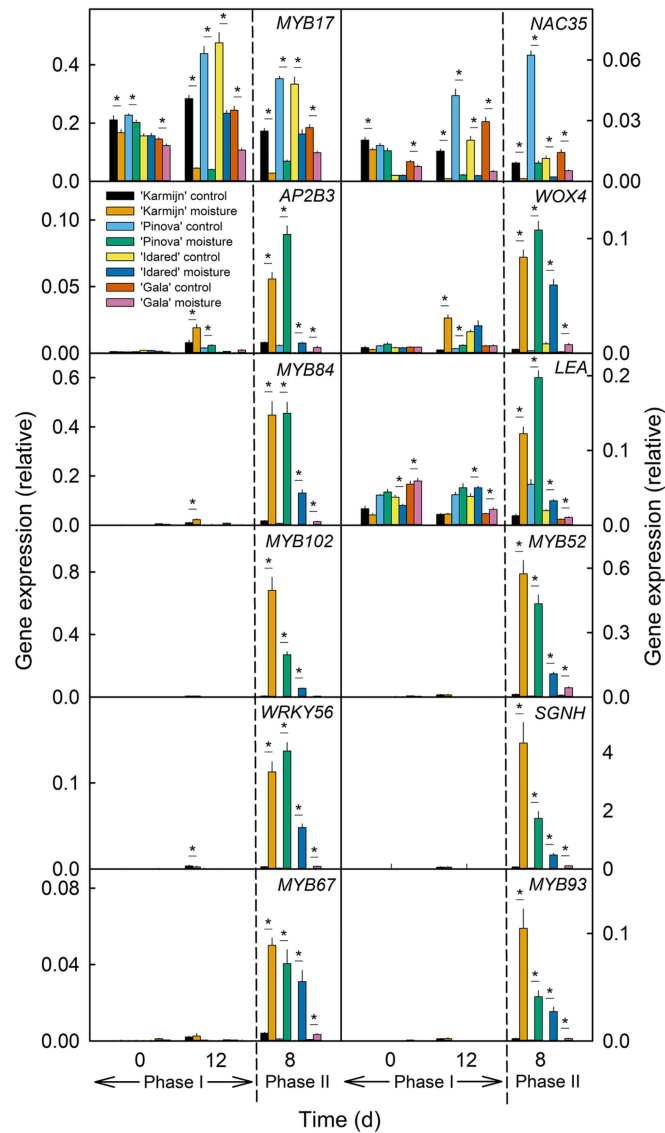 MYB17
NAC35
0.4
0.2
0.0
0.06
0.03
0.00
AP2B3
WOX4
'Karmijn' control
'Karmijn' moisture
'Pinova' control
'Pinova' moisture
'Idared' control
'Idared' moisture
'Gala' control
'Gala' moisture
0.10
0.05
0.00
0.1
0.0
MYB84
LEA
0.6
0.4
0.2
0.0
0.2
0.1
0.0
MYB102
MYB52
0.8
0.4
0.0
0.6
0.3
0.0
WRKY56
SGNH
0.1
0.0
4
2
0
MYB67
MYB93
0.08
0.04
0.00
0.1
0.0
Gene expression (relative)
Gene expression (relative)
0 12 8 0 12 8
Phase I Phase II Phase I Phase II
Time (d)